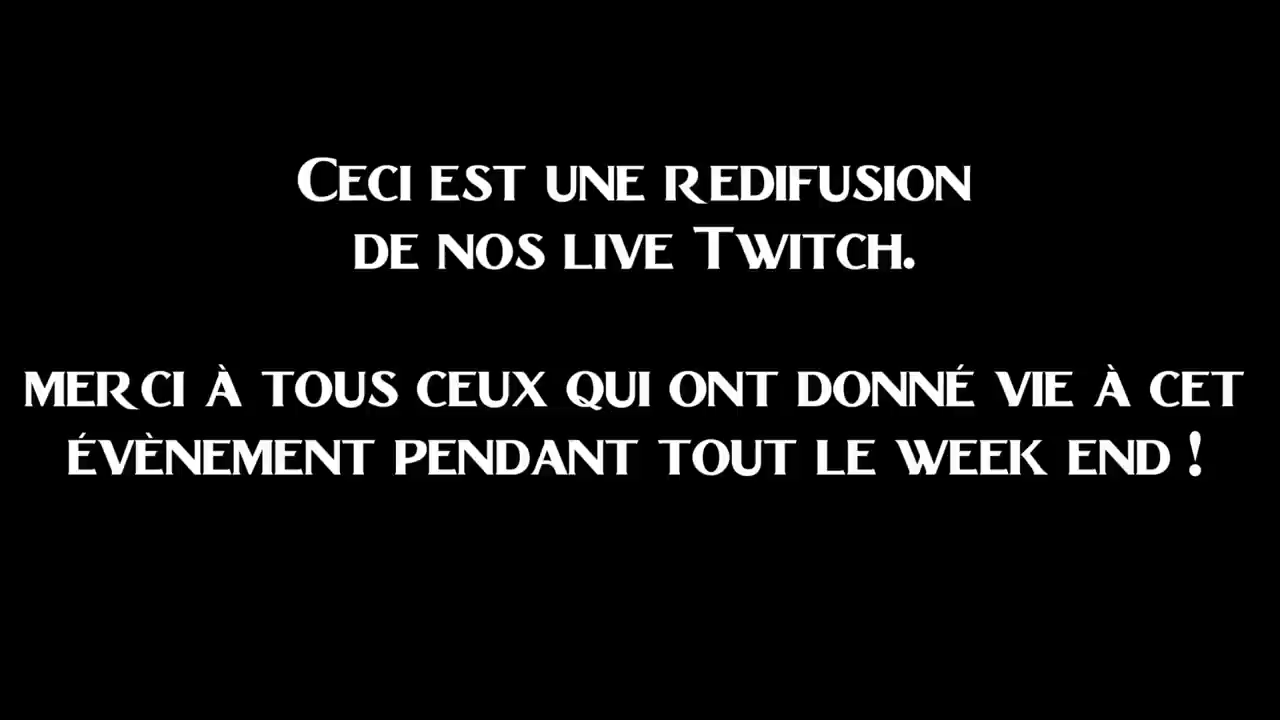 Ceci est une redifusion
de nos live Twitch.
merci à tous ceux qui ont donné vie à cet
évènement pendant tout le week end !